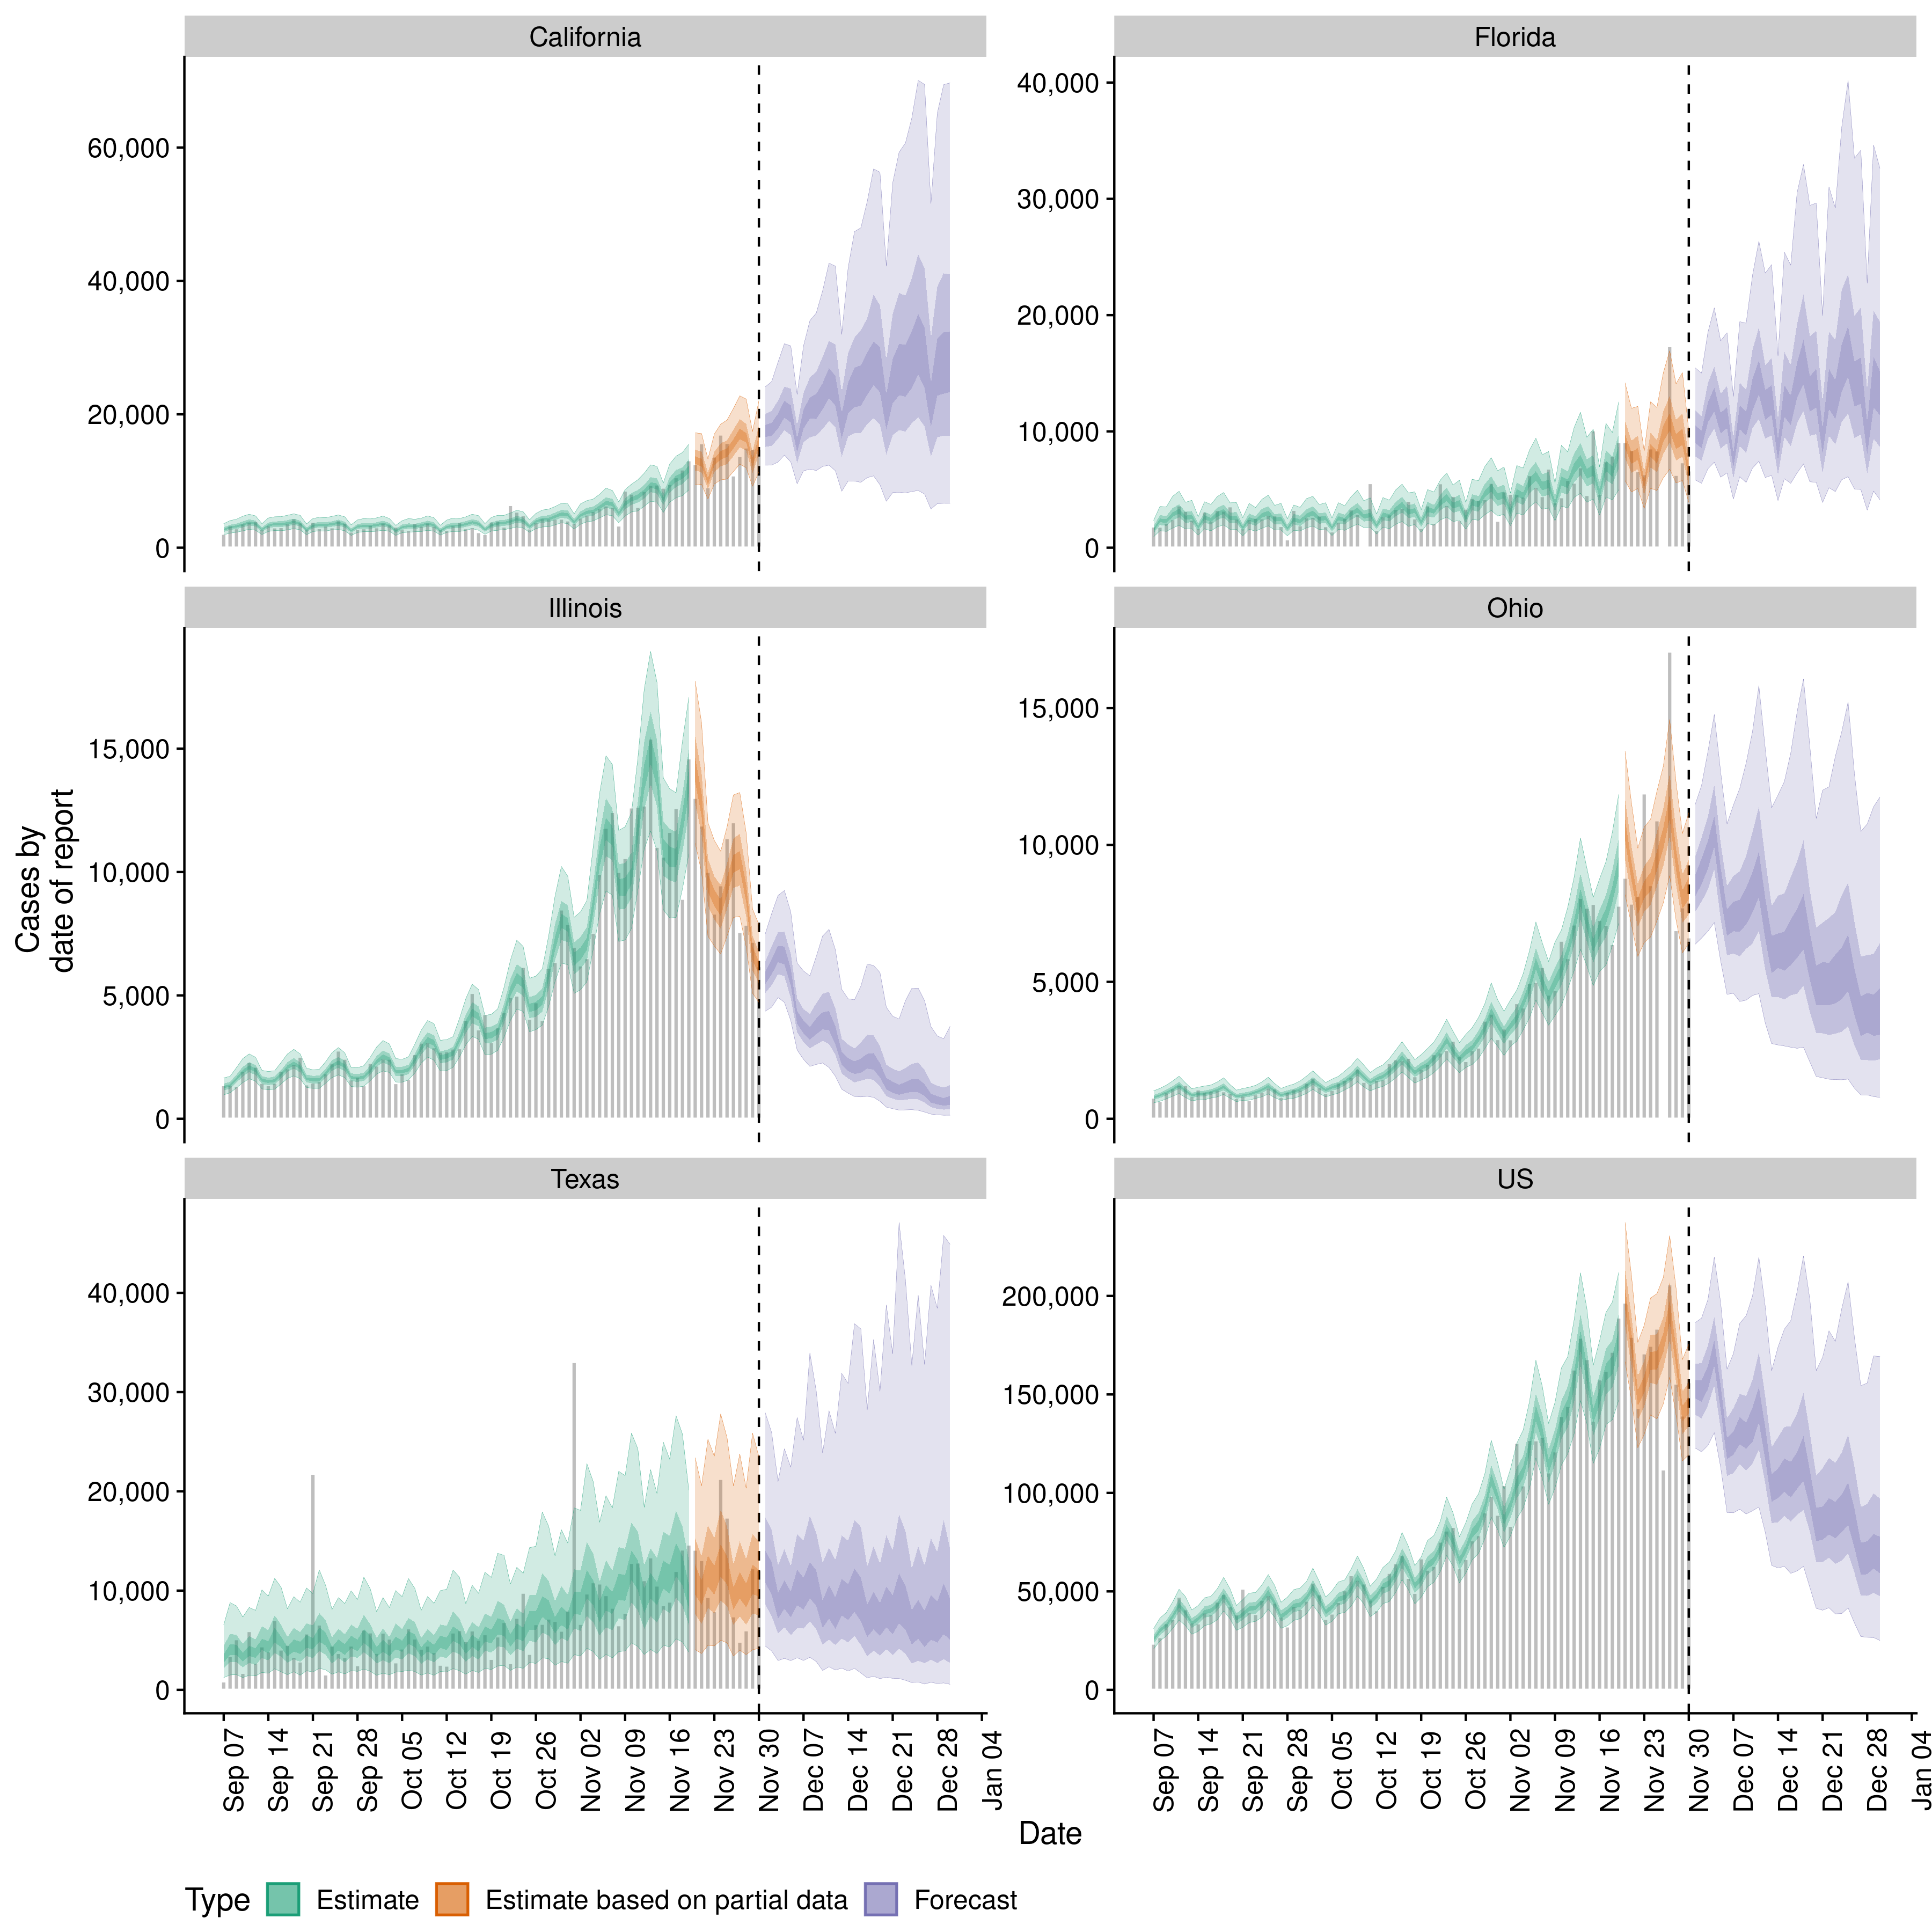 California
Florida
60,000
40,000
20,000
0
40,000
30,000
20,000
10,000
0
Illinois
Ohio
15,000
10,000
5,000
0
15,000
10,000
5,000
0
Cases by
date of report
Texas
US
40,000
30,000
20,000
10,000
0
200,000
150,000
100,000
50,000
0
Sep 07
Sep 14
Sep 21
Sep 28
Oct 05
Oct 12
Oct 19
Oct 26
Nov 02
Nov 09
Nov 16
Nov 23
Nov 30
Dec 07
Dec 14
Dec 21
Dec 28
Jan 04
Sep 07
Sep 14
Sep 21
Sep 28
Oct 05
Oct 12
Oct 19
Oct 26
Nov 02
Nov 09
Nov 16
Nov 23
Nov 30
Dec 07
Dec 14
Dec 21
Dec 28
Jan 04
Date
Type Estimate Estimate based on partial data Forecast